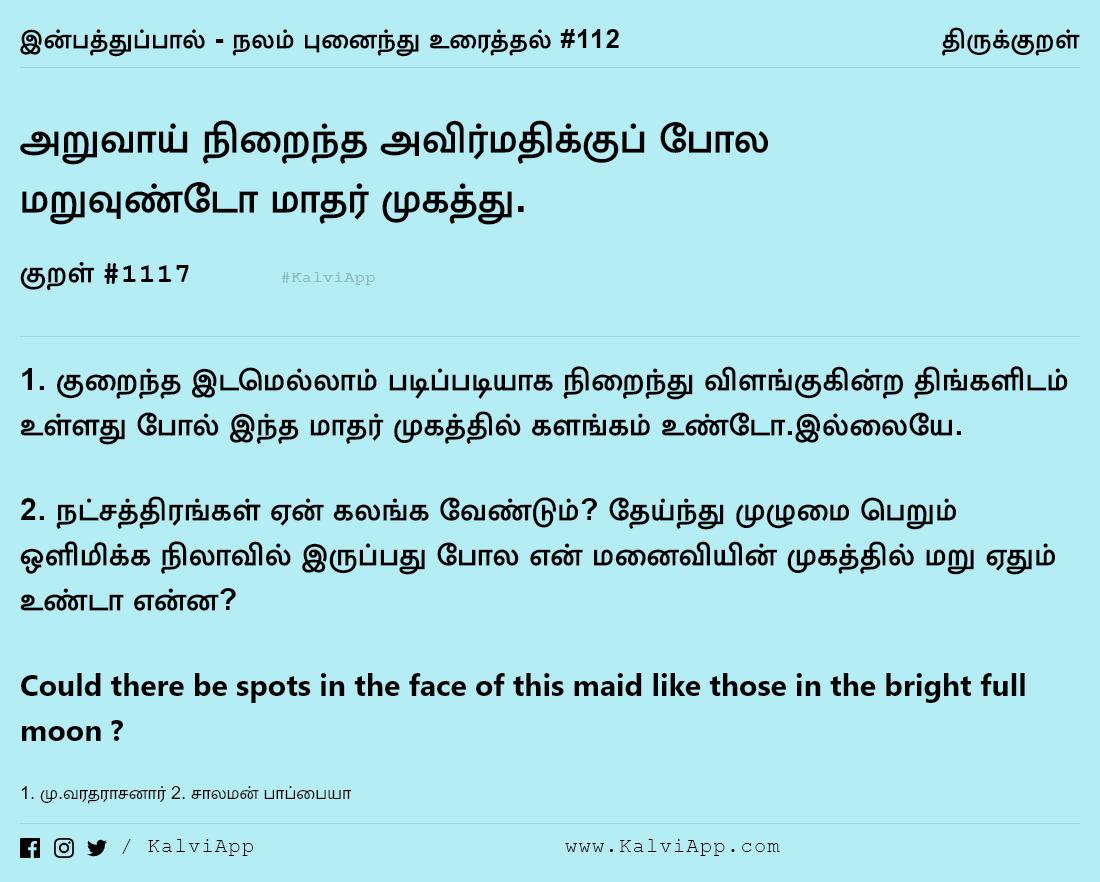 இன்பத்துப்பால் - நலம் புனைந்து உரைத்தல் #112 திருக்குறள்
அறுவாய் நிறைந்த அவிர்மதிக்குப் போல
மறுவுண்டோ மாதர் முகத்து.
குறள் #1117 #KalviApp
1. குறைந்த இடமெல்லாம் படிப்படியாக நிறைந்து விளங்குகின்ற திங்களிடம்
உள்ளது போல் இந்த மாதர் முகத்தில் களங்கம் உண்டோ.இல்லையே.
2. நட்சத்திரங்கள் ஏன் கலங்க வேண்டும்? தேய்ந்து முழுமை பெறும்
ஒளிமிக்க நிலாவில் இருப்பது போல என் மனைவியின் முகத்தில் மறு ஏதும்
உண்டா என்ன?
Could there be spots in the face of this maid like those in the bright full
moon ?
1. மு.வரதராசனார் 2. சாலமன் பாப்பையா
/ KalviApp www.KalviApp.com